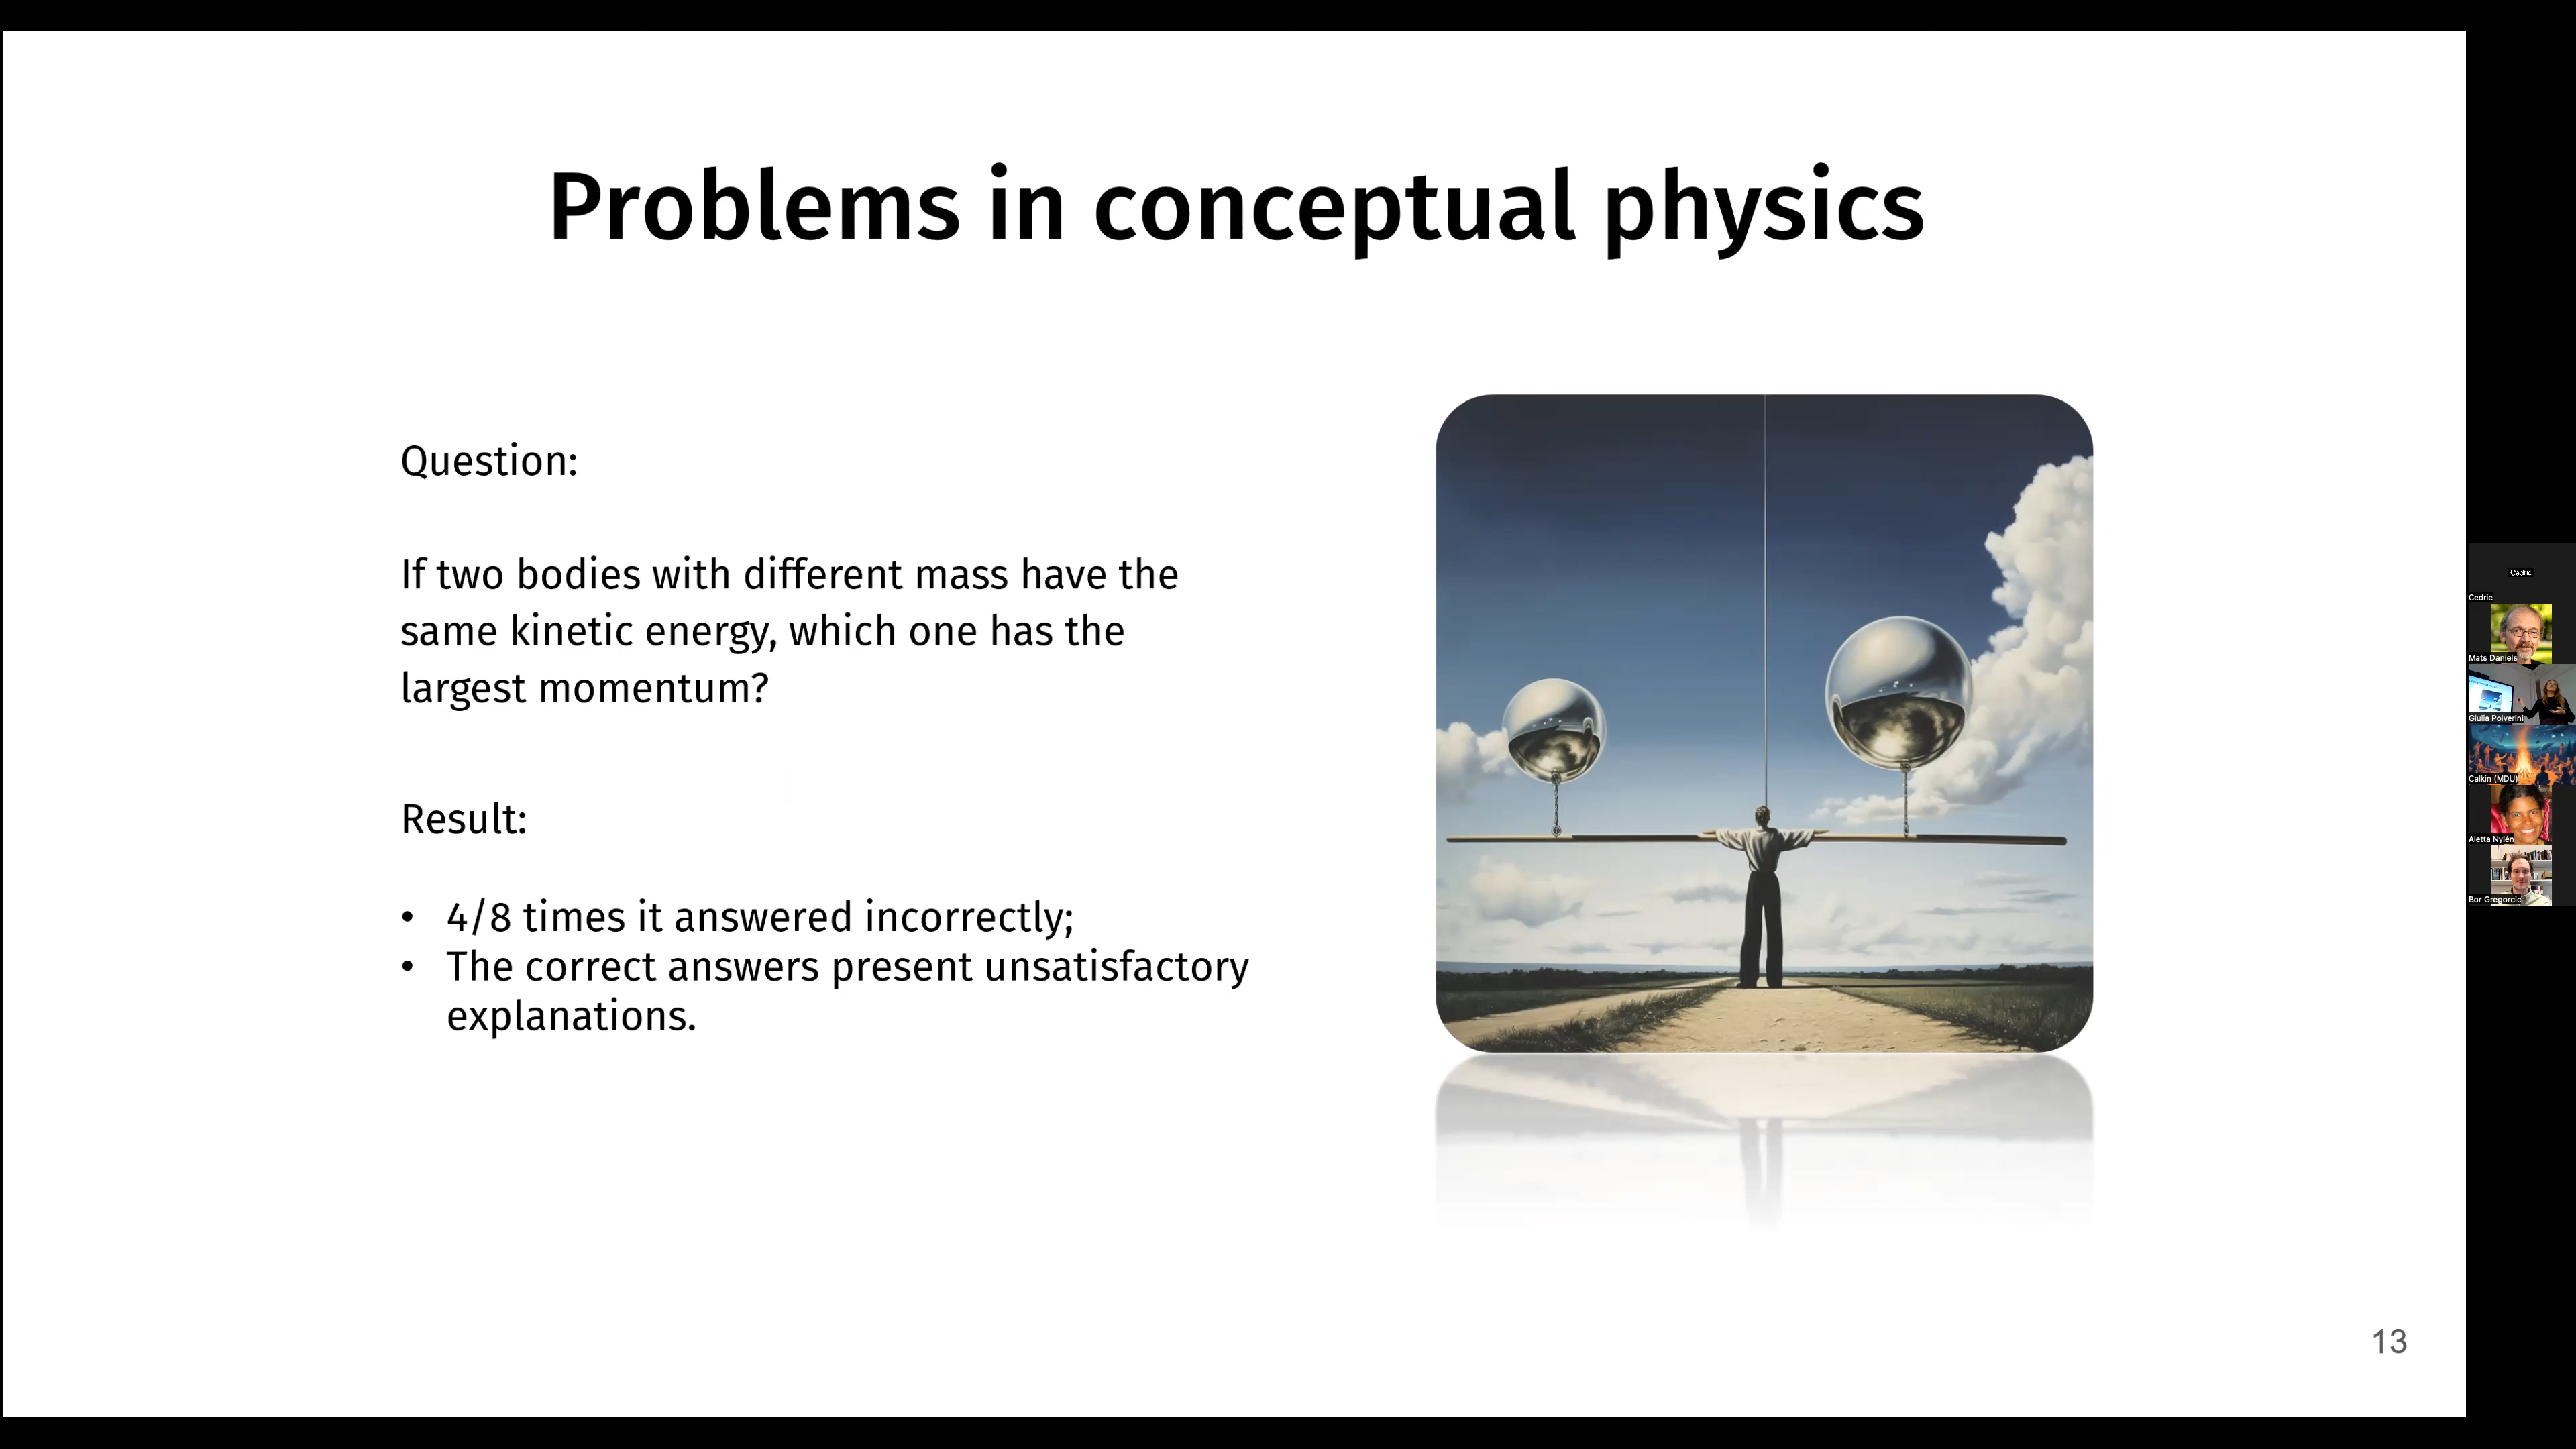 Problems in conceptual physics
Question:
If two bodies with different mass have the
same kinetic energy, which one has the
largest momentum?
Result:
• 4/8 times it answered incorrectly;
• The correct answers present unsatisfactory
explanations.
13
Cedric
Cedric
Mats Daniels
Giulia Polverini
Calkin (MDU)
Aletta Nylén
Bor Gregorcic